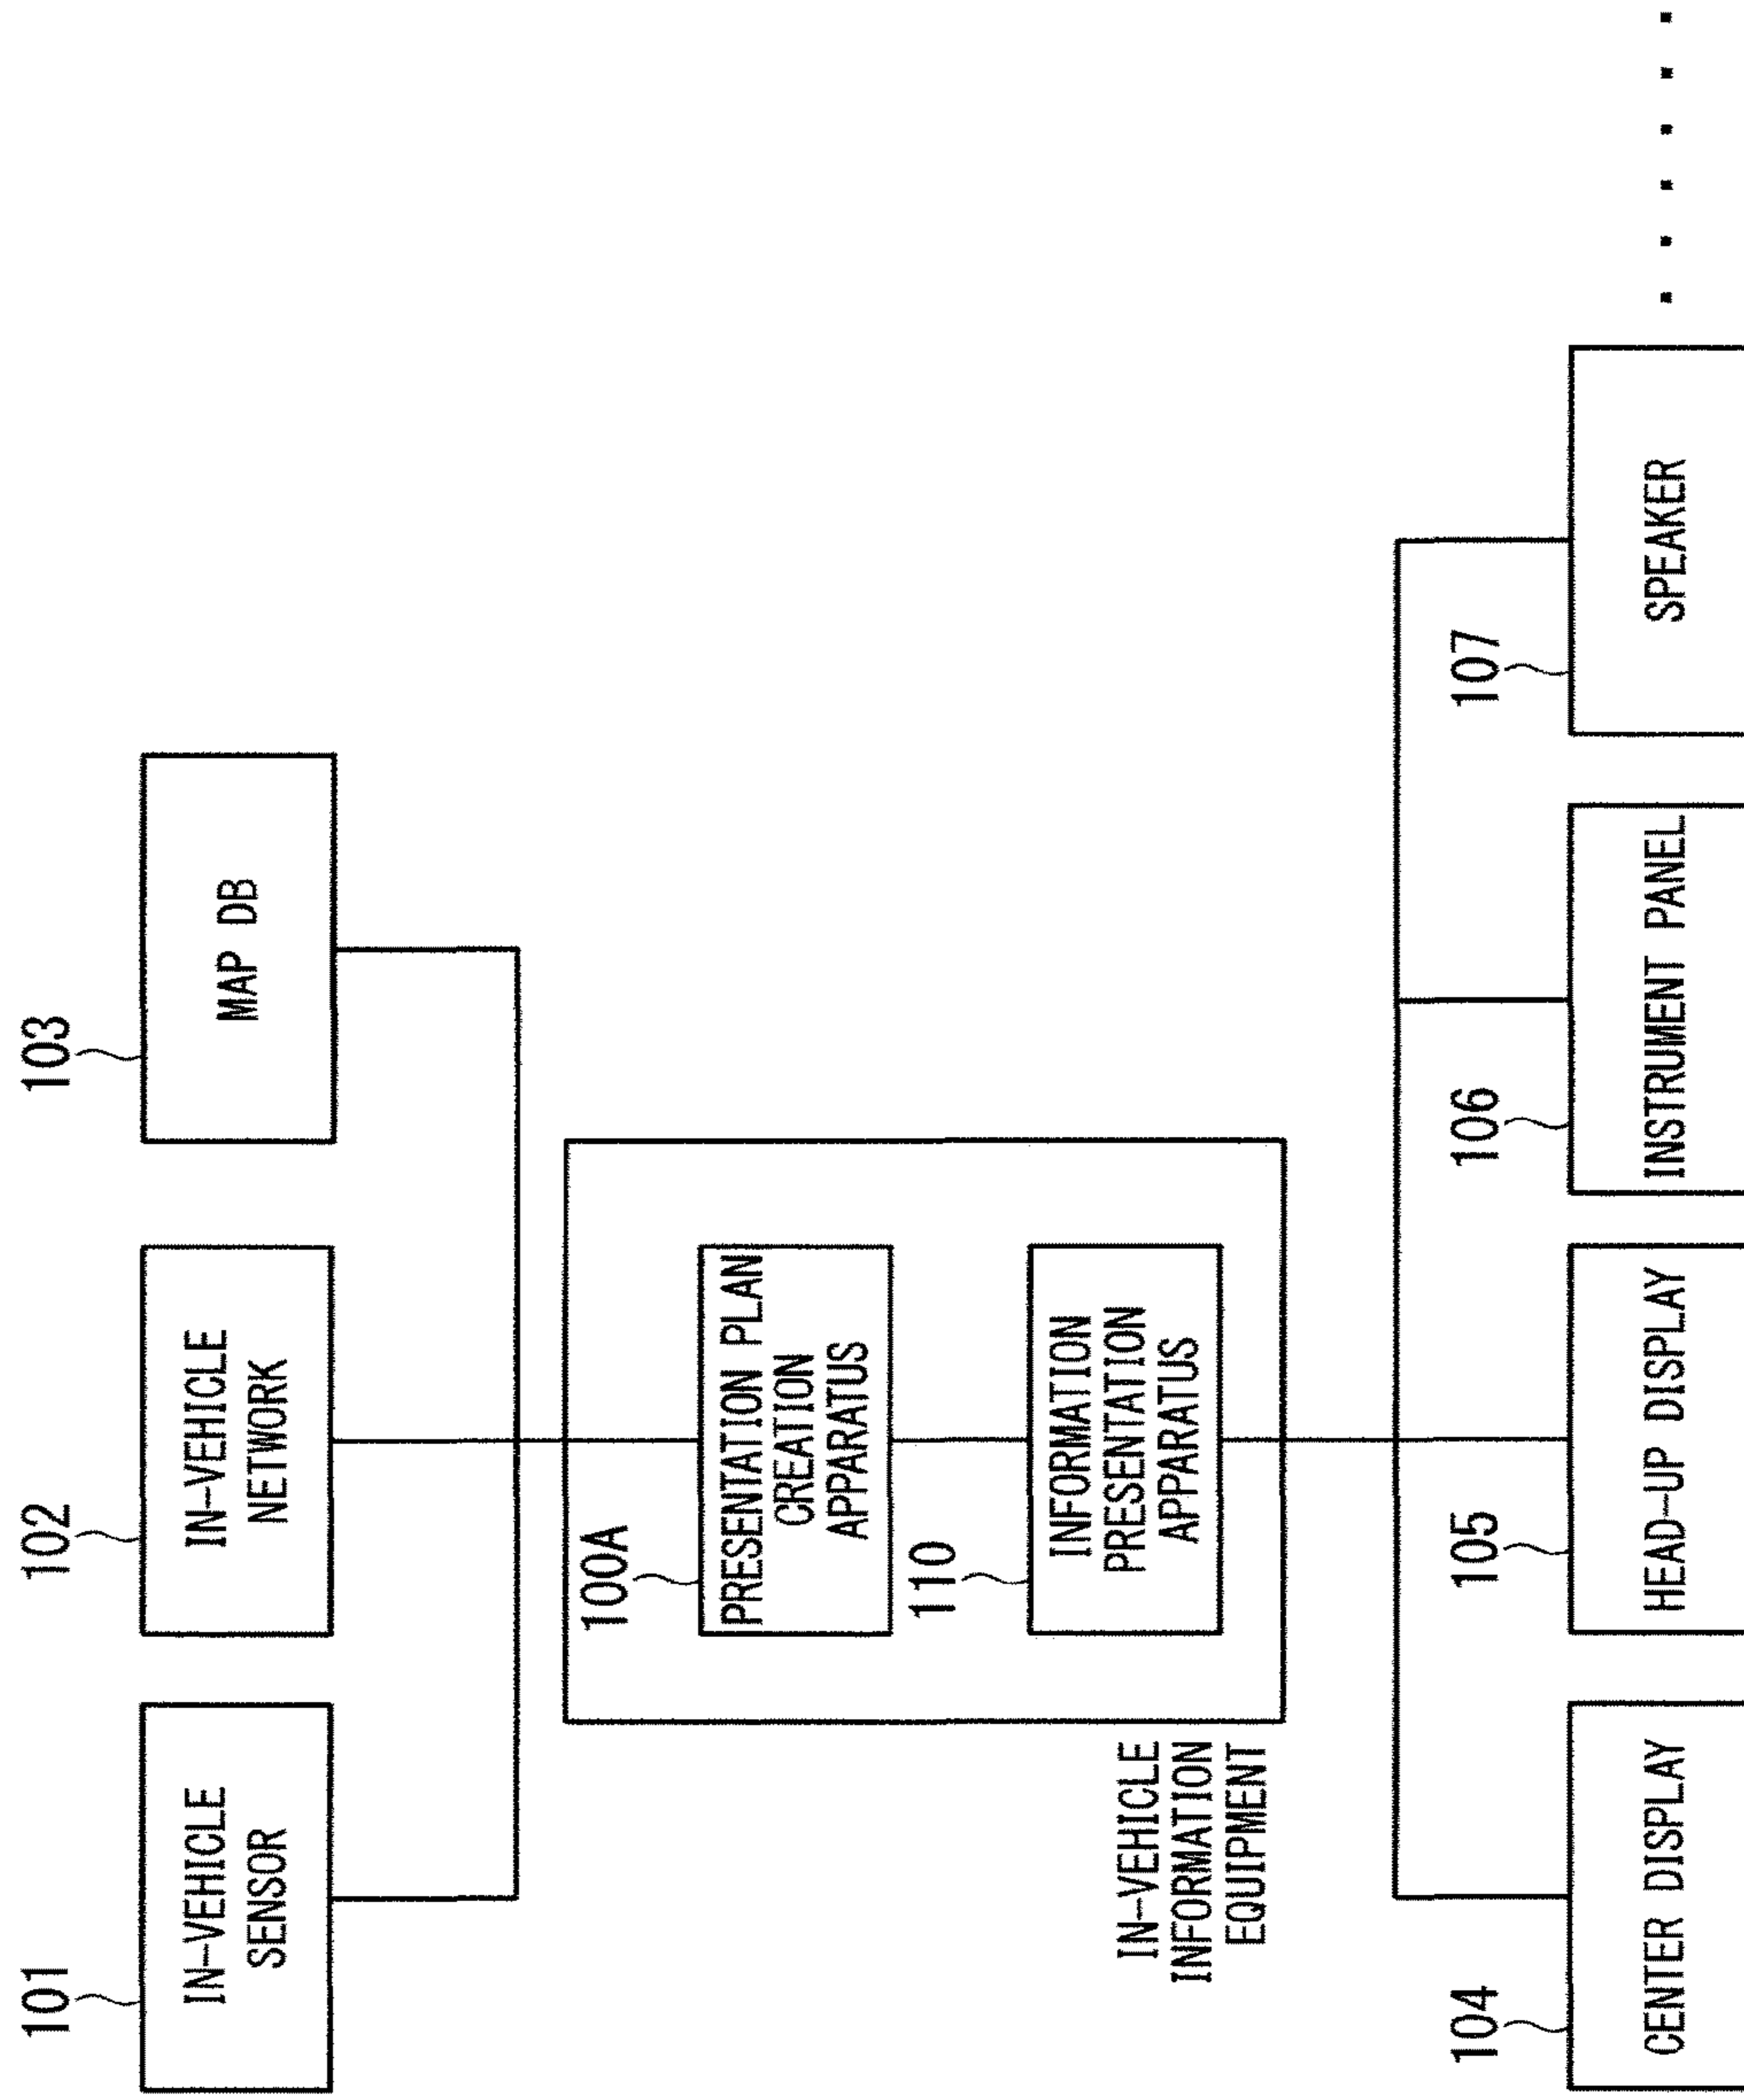 101
IN-VEHICLE
SENSOR
102
IN-VEHICLE
NETWORK
103
MAP DB
100A
PRESENTATION PLAN
CREATION
APPARATUS
110
INFORMATION
PRESENTATION
APPARATUS
IN-VEHICLE
INFORMATION
EQUIPMENT
104
CENTER DISPLAY
105
HEAD-UP DISPLAY
106
INSTRUMENT PANEL
107
SPEAKER